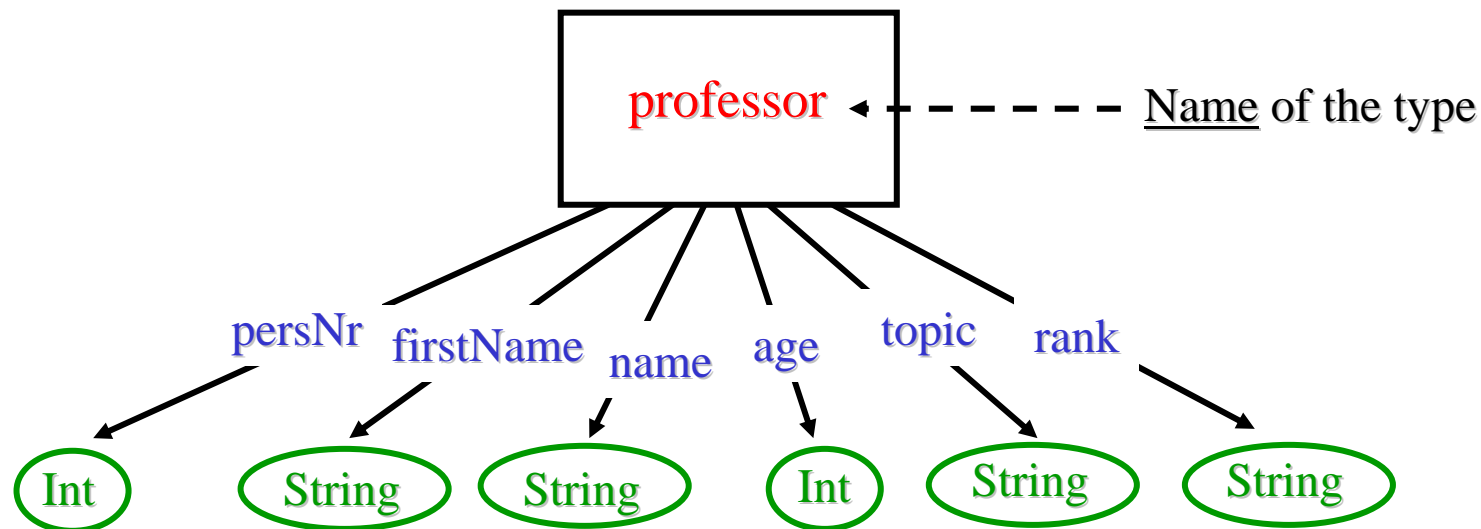 professor
Name of the type
persNr
firstName
name
age
topic
rank
Int
String
String
Int
String
String